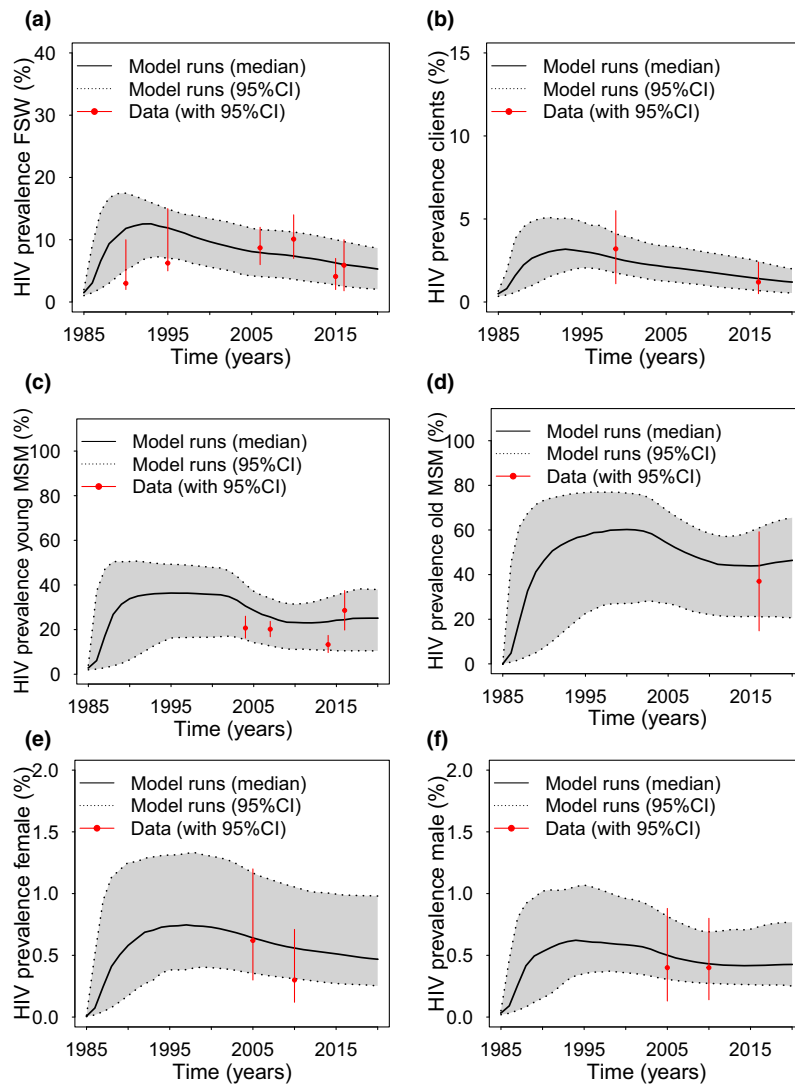 (a)
HIV prevalence FSW (%)
40
30
20
10
0
Model runs (median)
Model runs (95%CI)
Data (with 95%CI)
1985 1995 2005 2015
Time (years)
(b)
HIV prevalence clients (%)
15
10
5
0
Model runs (median)
Model runs (95%CI)
Data (with 95%CI)
1985 1995 2005 2015
Time (years)
(c)
HIV prevalence young MSM (%)
100
80
60
40
20
0
Model runs (median)
Model runs (95%CI)
Data (with 95%CI)
1985 1995 2005 2015
Time (years)
(d)
HIV prevalence old MSM (%)
100
80
60
40
20
0
Model runs (median)
Model runs (95%CI)
Data (with 95%CI)
1985 1995 2005 2015
Time (years)
(e)
HIV prevalence female (%)
2.0
1.5
1.0
0.5
0.0
Model runs (median)
Model runs (95%CI)
Data (with 95%CI)
1985 1995 2005 2015
Time (years)
(f)
HIV prevalence male (%)
2.0
1.5
1.0
0.5
0.0
Model runs (median)
Model runs (95%CI)
Data (with 95%CI)
1985 1995 2005 2015
Time (years)